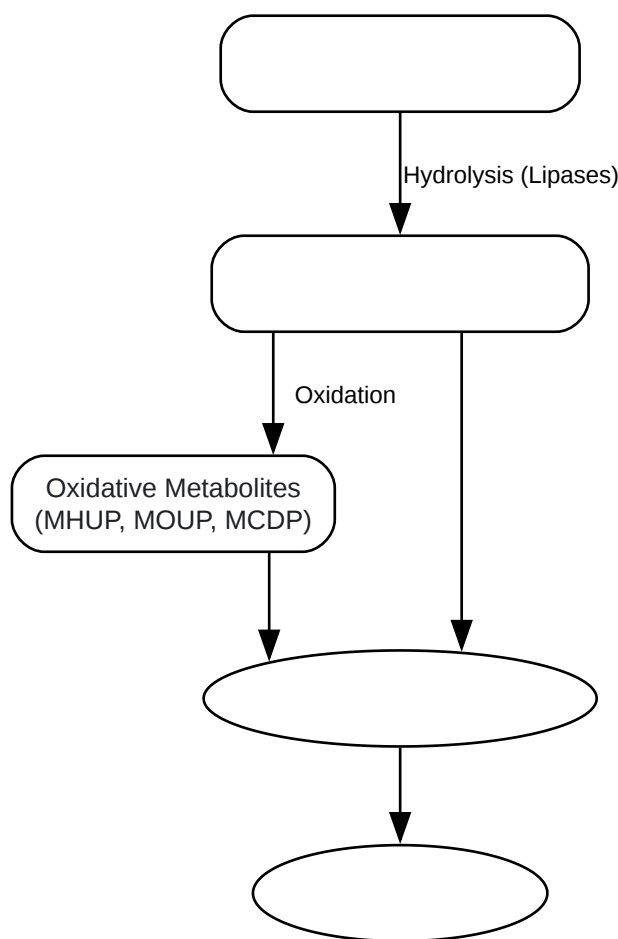 Hydrolysis (Lipases)
Oxidation
Oxidative Metabolites
(MHUP, MOUP, MCDP)